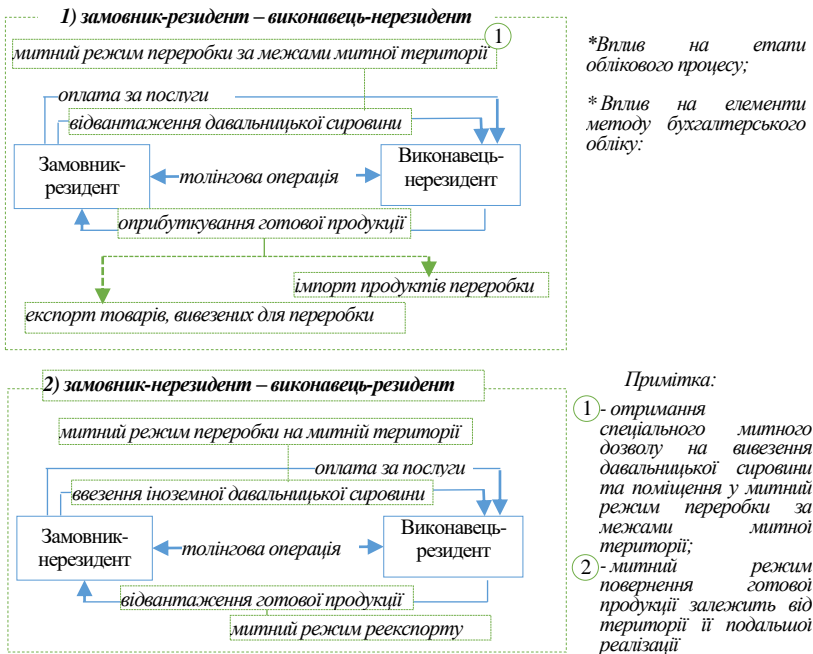 1) замовник-резидент – виконавець-нерезидент
митний режим переробки за межами митної території
1
оплата за послуги
відвантаження давальницької сировини
Замовник-
резидент
толінгова операція
Виконавець-
нерезидент
оприбуткування готової продукції
імпорт продуктів переробки
експорт товарів, вивезених для переробки
*Вплив на етапи
облікового процесу;
* Вплив на елементи
методу бухгалтерського
обліку:
2) замовник-нерезидент – виконавець-резидент
митний режим переробки на митній території
оплата за послуги
ввезення іноземної давальницької сировини
Замовник-
нерезидент
толінгова операція
Виконавець-
резидент
відвантаження готової продукції
митний режим реекспорту
Примітка:
1 - отримання
спеціального митного
дозволу на вивезення
давальницької сировини
та поміщення у митний
режим переробки за
межами митної
території;
2 - митний режим
повернення готової
продукції залежить від
території її подальшої
реалізації